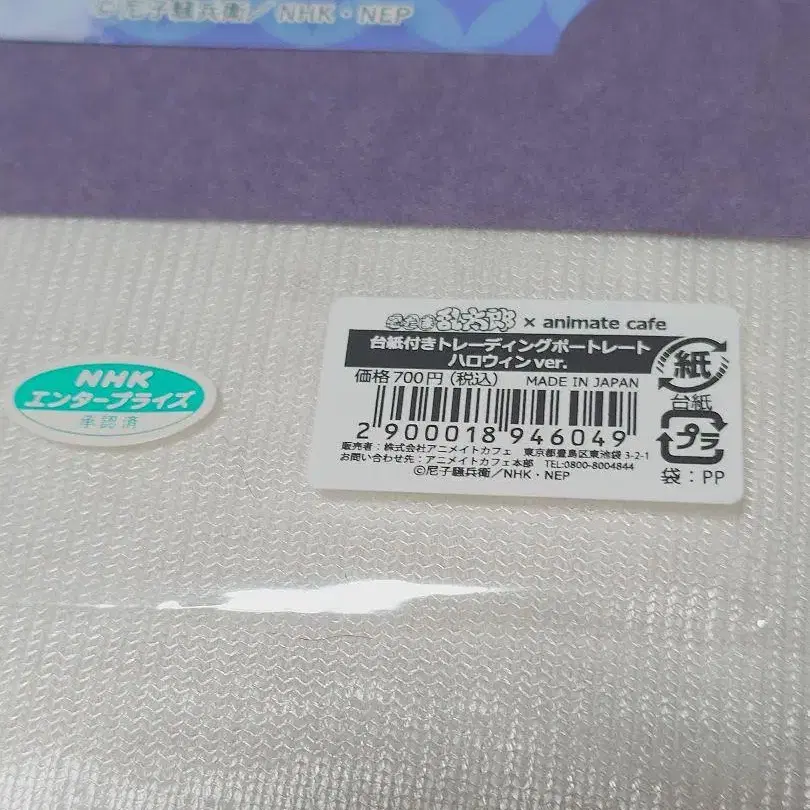 ©尼子騒兵衛／NHK・NEP
NHK
エンタープライズ
承認済
忍たま乱太郎 × animate cafe
台紙付きトレーディングポートレート
ハロウィンver.
価格700円（税込） MADE IN JAPAN
2 900018 946049
販売者：株式会社アニメイトカフェ 東京都豊島区東池袋 3-2-1
お問い合わせ先：アニメイトカフェ本部 TEL:0800-8004844
©尼子騒兵衛／NHK・NEP
紙
台紙
プラ
袋：PP